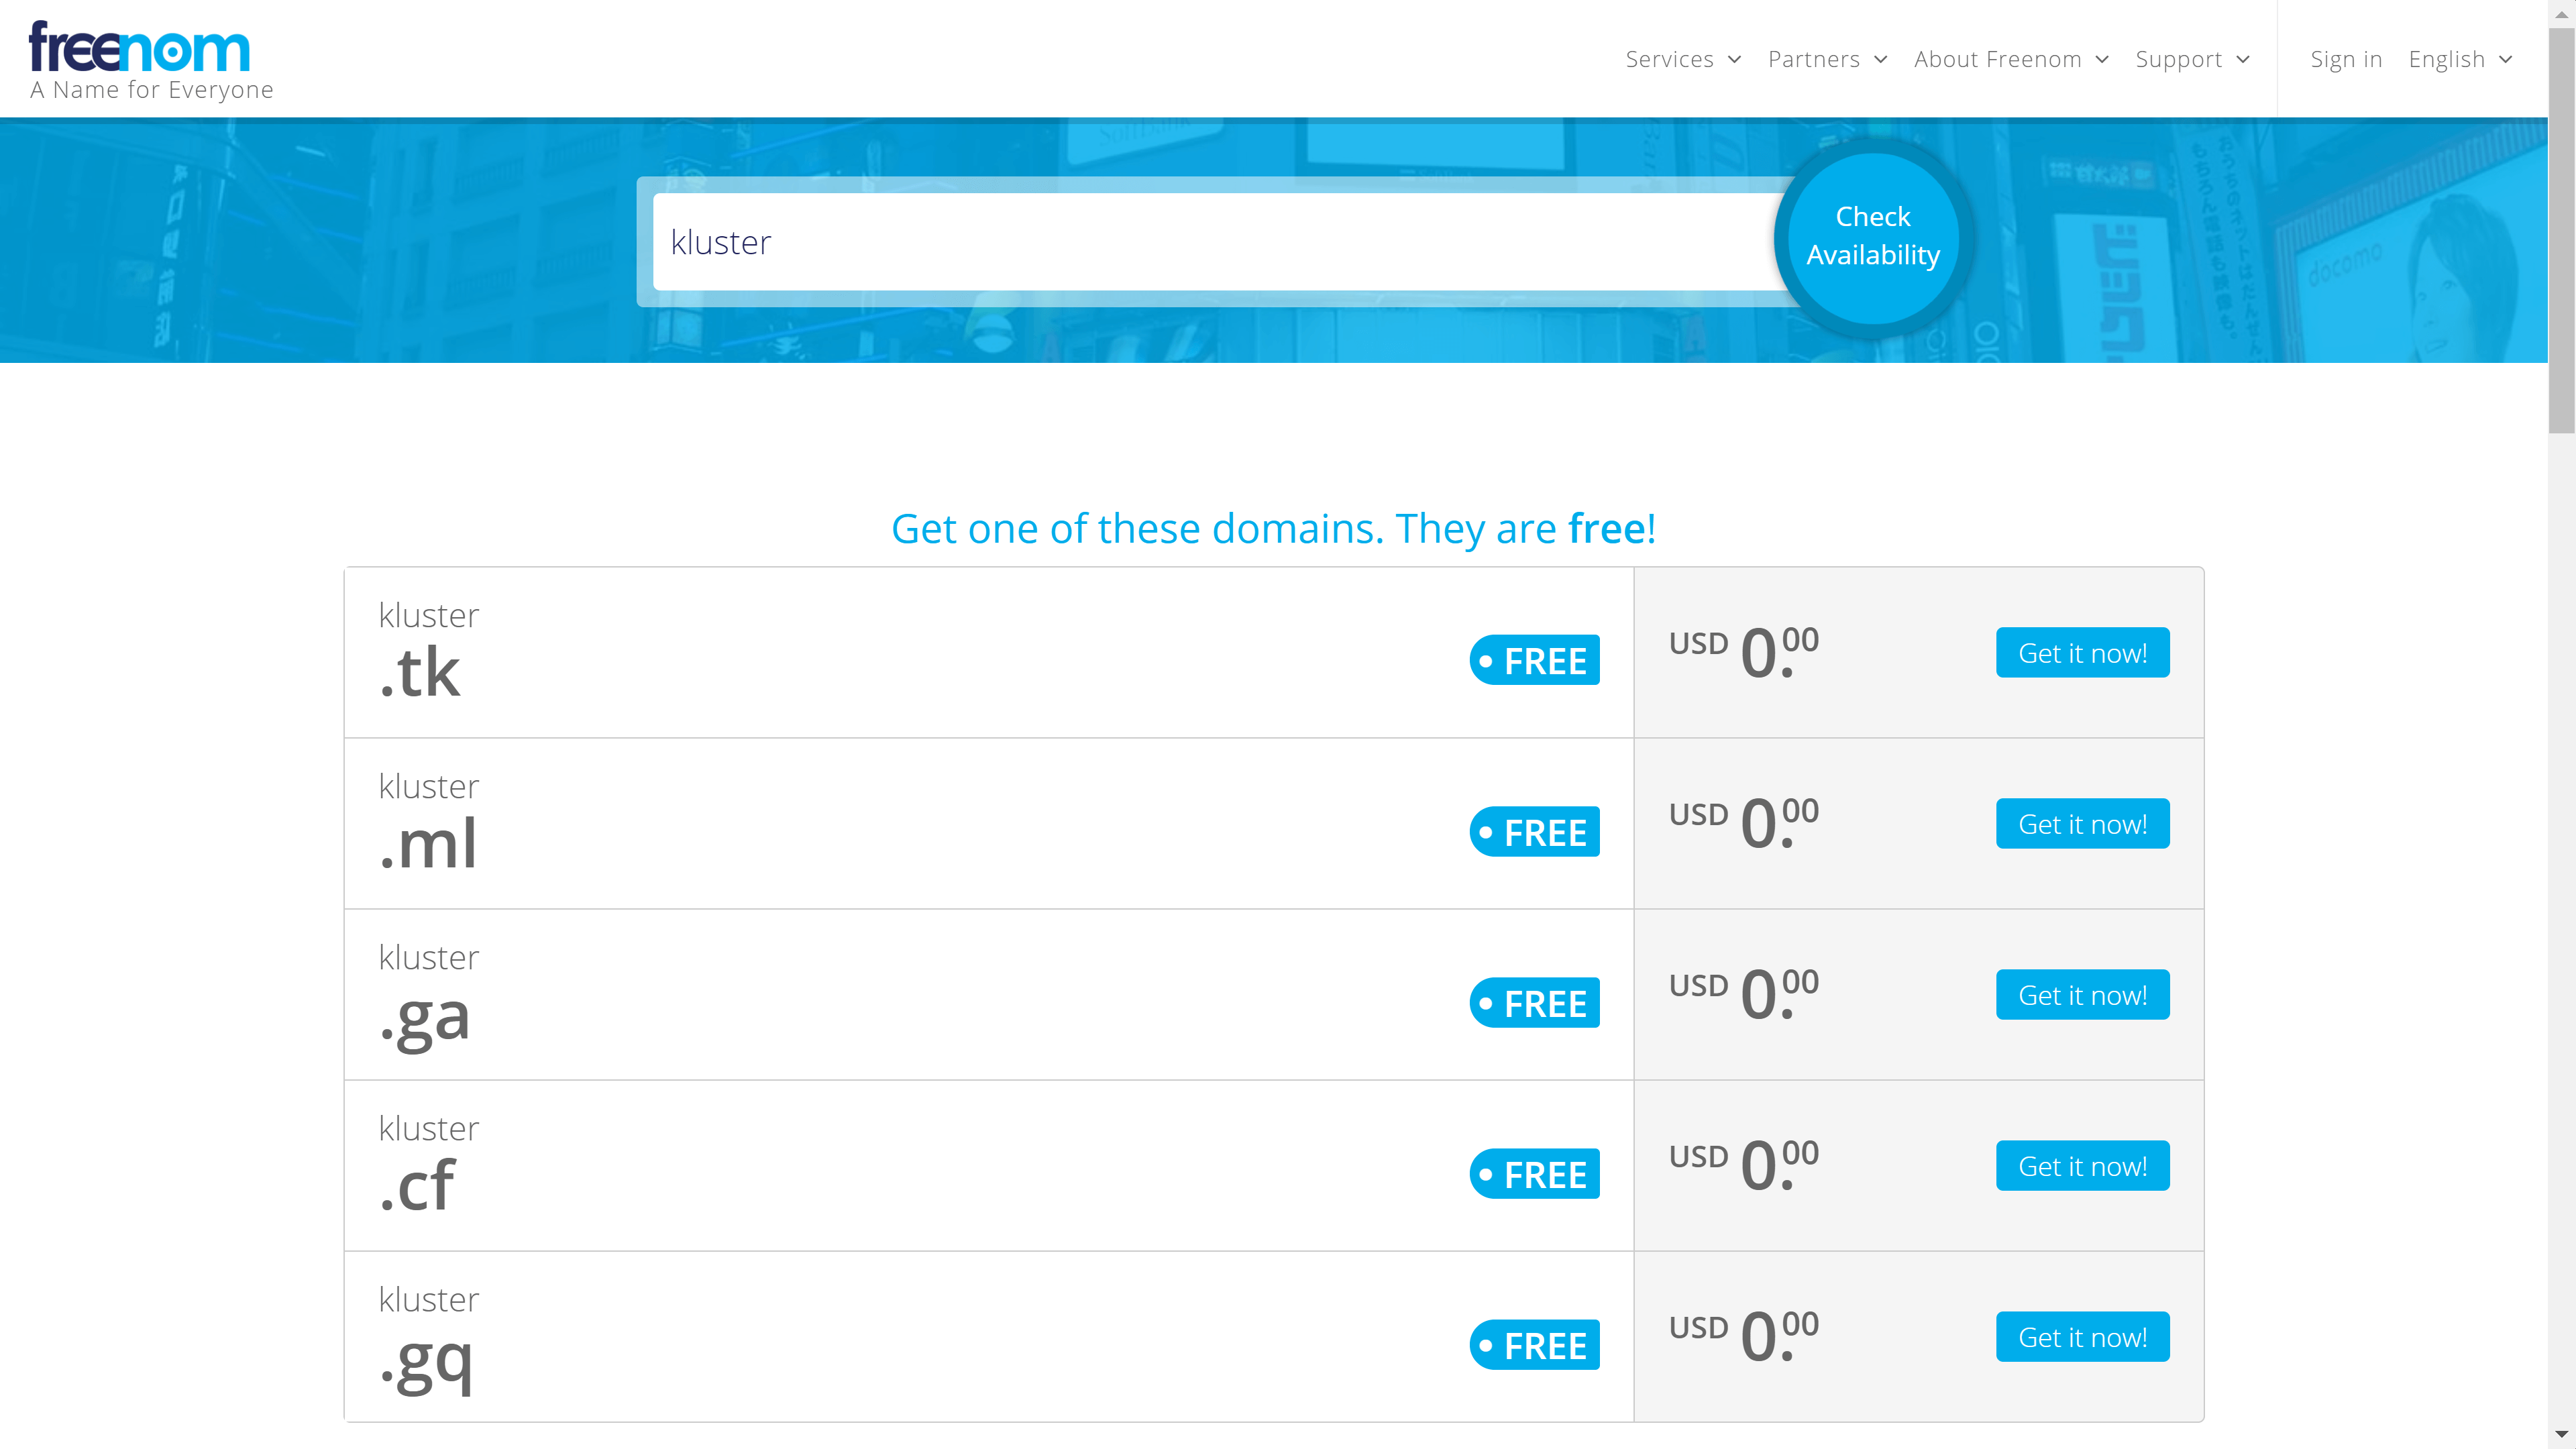 freenom
A Name for Everyone
Services
Partners
About Freenom
Support
Sign in
English
kluster
Check
Availability
docomo
Get one of these domains. They are free!
kluster
.tk
FREE
USD 0.00
Get it now!
kluster
.ml
FREE
USD 0.00
Get it now!
kluster
.ga
FREE
USD 0.00
Get it now!
kluster
.cf
FREE
USD 0.00
Get it now!
kluster
.gq
FREE
USD 0.00
Get it now!